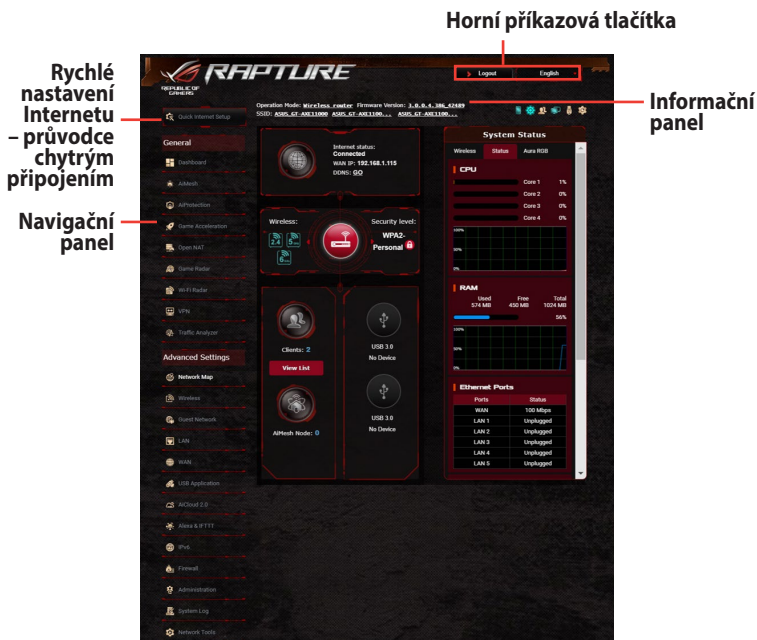 Horní příkazová tlačítka
Rychlé
nastavení
Internetu
– průvodce
chytrým
připojením
Navigační
panel
Informační
panel
REPUBLIC OF
GAMERS
RAPTURE
Logout
English
Operation Mode: Wireless router Firmware Version: 3.0.0.4.386_42489
SSID: ASUS_GT-AXE11000 ASUS_GT-AXE1100... ASUS_GT-AXE1100...
Quick Internet Setup
General
Dashboard
AiMesh
AiProtection
Game Acceleration
Open NAT
Game Radar
Wi-Fi Radar
VPN
Traffic Analyzer
Advanced Settings
Network Map
Wireless
Guest Network
LAN
WAN
USB Application
AiCloud 2.0
Alexa & IFTTT
IPv6
Firewall
Administration
System Log
Network Tools
Internet status:
Connected
WAN IP: 192.168.1.115
DDNS: GO
Wireless:
2.4
5
6
Security level:
WPA2-
Personal
Clients: 2
View List
AiMesh Node: 0
USB 3.0
No Device
USB 3.0
No Device
System Status
Wireless Status Aura RGB
CPU
Core 1 1%
Core 2 0%
Core 3 0%
Core 4 0%
100%
50%
0%
RAM
Used Free Total
574 MB 450 MB 1024 MB
56%
100%
50%
0%
Ethernet Ports
Ports Status
WAN 100 Mbps
LAN 1 Unplugged
LAN 2 Unplugged
LAN 3 Unplugged
LAN 4 Unplugged
LAN 5 Unplugged